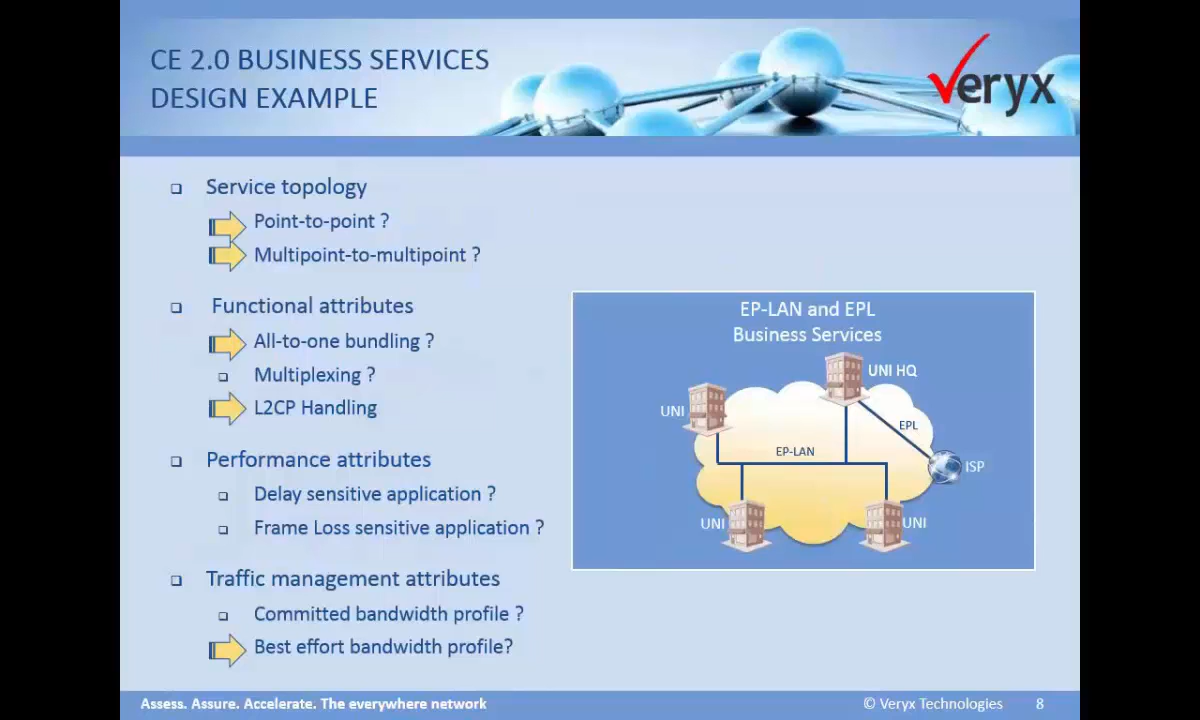 CE 2.0 BUSINESS SERVICES
DESIGN EXAMPLE
Veryx
Service topology
Point-to-point ?
Multipoint-to-multipoint ?
Functional attributes
All-to-one bundling ?
Multiplexing ?
L2CP Handling
Performance attributes
Delay sensitive application ?
Frame Loss sensitive application ?
Traffic management attributes
Committed bandwidth profile ?
Best effort bandwidth profile?
EP-LAN and EPL
Business Services
UNI HQ
UNI
EPL
EP-LAN
ISP
UNI
UNI
Assess. Assure. Accelerate. The everywhere network
© Veryx Technologies
8